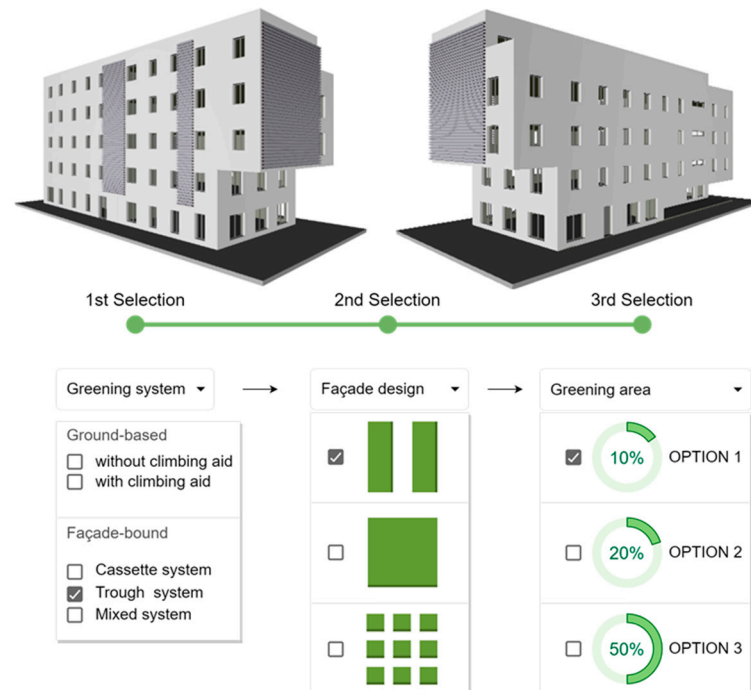 1st Selection 2nd Selection 3rd Selection
Greening system Façade design Greening area
Ground-based
without climbing aid
with climbing aid
Façade-bound
Cassette system
Trough system
Mixed system
10% OPTION 1
20% OPTION 2
50% OPTION 3